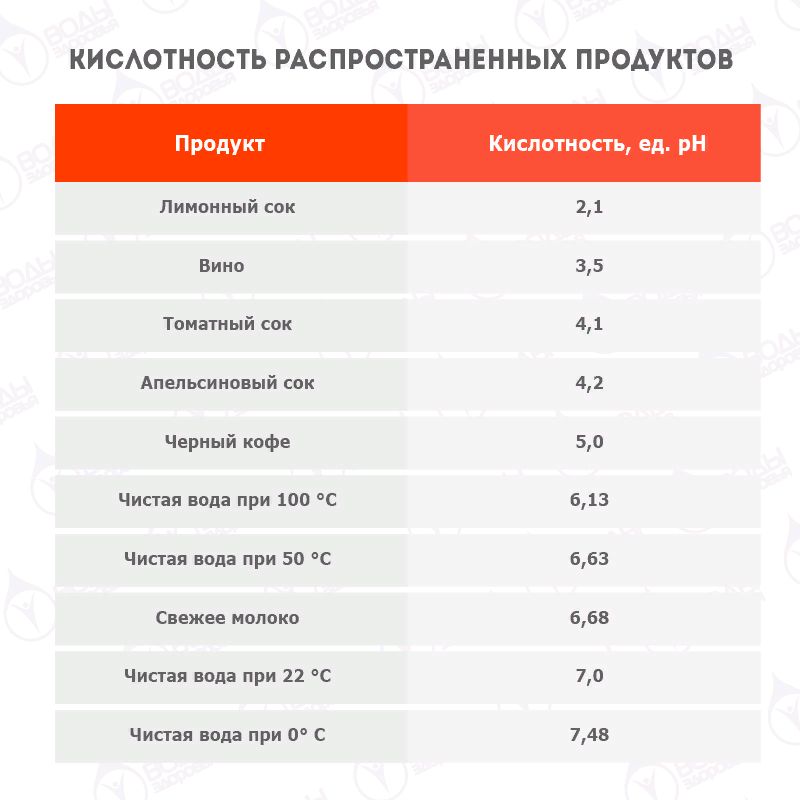 КИСЛОТНОСТЬ РАСПРОСТРАНЕННЫХ ПРОДУКТОВ
Продукт Кислотность, ед. pH
Лимонный сок 2,1
Вино 3,5
Томатный сок 4,1
Апельсиновый сок 4,2
Черный кофе 5,0
Чистая вода при 100 °C 6,13
Чистая вода при 50 °C 6,63
Свежее молоко 6,68
Чистая вода при 22 °C 7,0
Чистая вода при 0° C 7,48
ВОДЫ
Здоровья